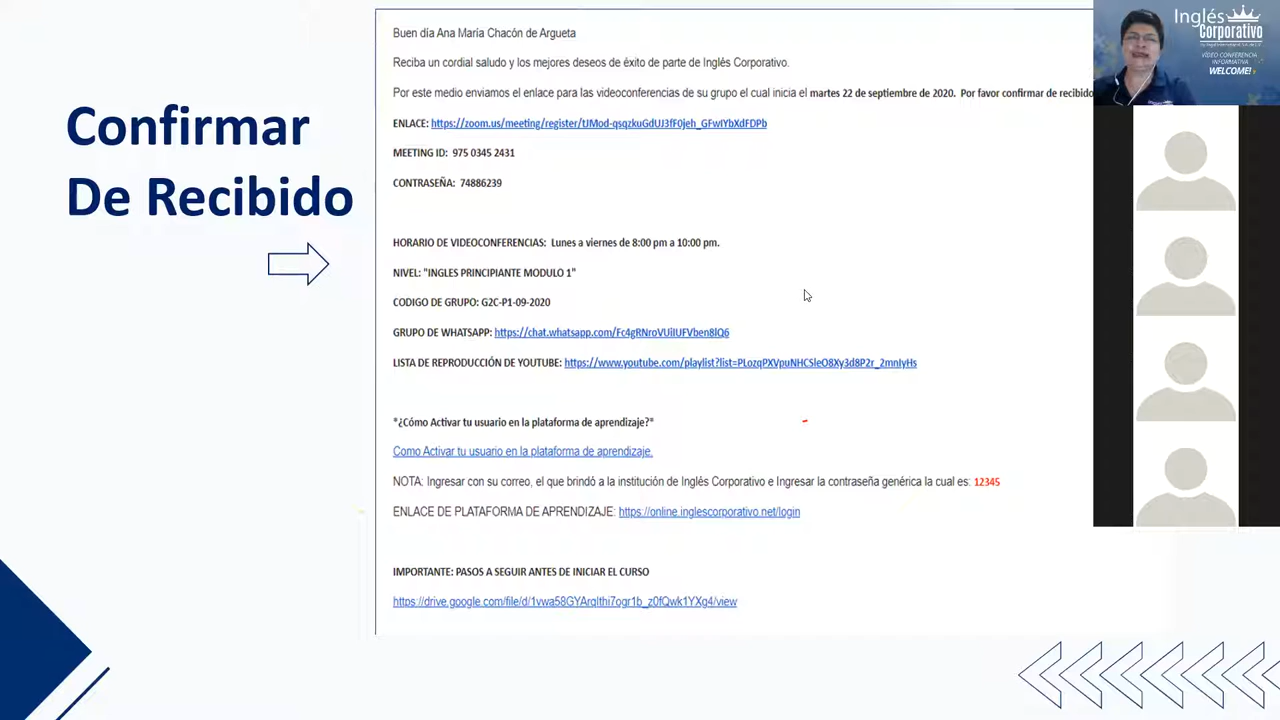 Confirmar
De Recibido
Buen día Ana María Chacón de Argueta
Reciba un cordial saludo y los mejores deseos de éxito de parte de Inglés Corporativo.
Por este medio enviamos el enlace para las videoconferencias de su grupo el cual inicia el martes 22 de septiembre de 2020. Por favor confirmar de recibido
ENLACE: https://zoom.us/meeting/register/tJMod-qsqzkuGdUJ3fF0jeh_GFwIYbXdFDPb
MEETING ID: 975 0345 2431
CONTRASEÑA: 74886239
HORARIO DE VIDEOCONFERENCIAS: Lunes a viernes de 8:00 pm a 10:00 pm.
NIVEL: "INGLES PRINCIPIANTE MODULO 1"
CODIGO DE GRUPO: G2C-P1-09-2020
GRUPO DE WHATSAPP: https://chat.whatsapp.com/Fc4gRNroVUiIUFVben8lQ6
LISTA DE REPRODUCCIÓN DE YOUTUBE: https://www.youtube.com/playlist?list=PLozqPXVpuNHCSleO8Xy3d8P2r_2mnIyHs
*¿Cómo Activar tu usuario en la plataforma de aprendizaje?*
Como Activar tu usuario en la plataforma de aprendizaje.
NOTA: Ingresar con su correo, el que brindó a la institución de Inglés Corporativo e Ingresar la contraseña genérica la cual es: 12345
ENLACE DE PLATAFORMA DE APRENDIZAJE: https://online.inglescorporativo.net/login
IMPORTANTE: PASOS A SEGUIR ANTES DE INICIAR EL CURSO
https://drive.google.com/file/d/1vwa58GYArqIthi7ogr1b_z0fQwk1YXg4/view
Inglés
Corporativo
VIDEO CONFERENCIA
INFORMATIVA
WELCOME!